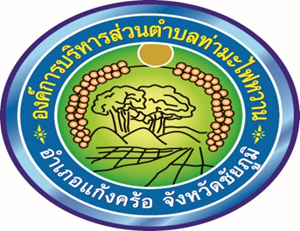 องค์การบริหารส่วนตำบลท่ามะไฟหวาน
อำเภอแก้งคร้อ จังหวัดชัยภูมิ